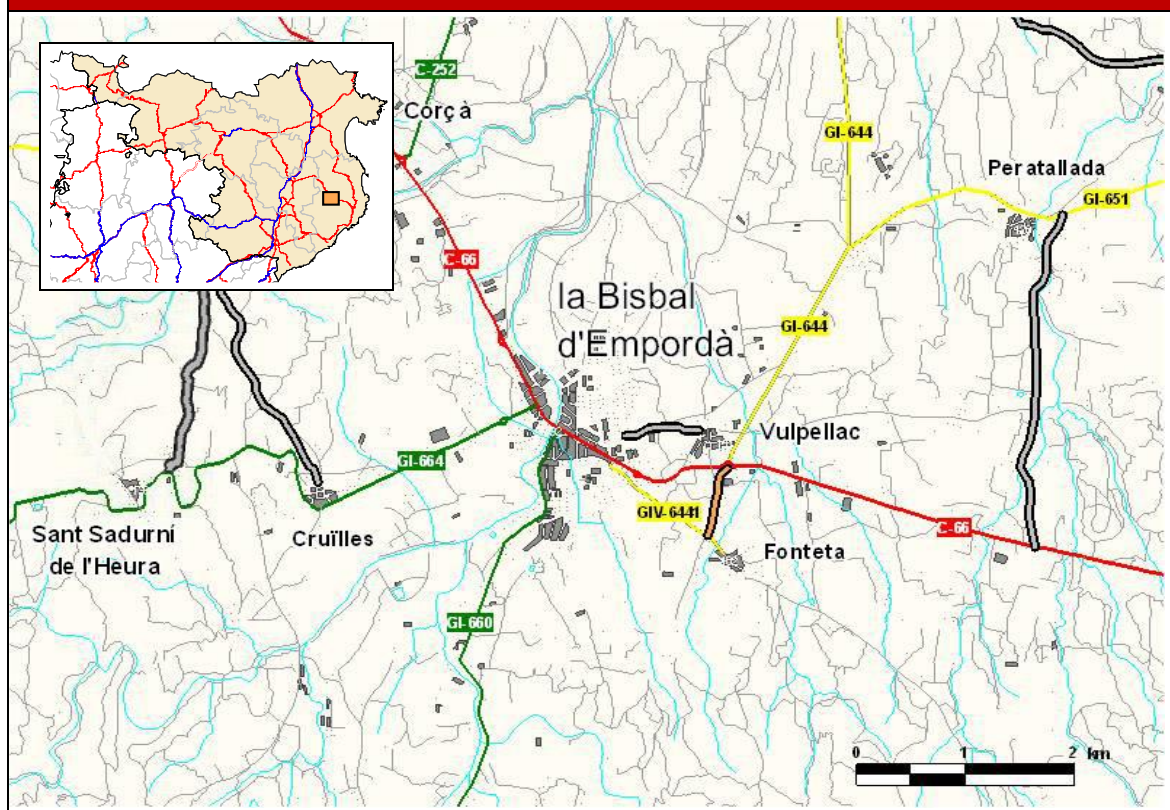 C-252
Corçà
GI-644
Peratallada
GI-651
C-66
la Bisbal
d'Empordà
GI-644
Vulpellac
GI-664
GIV-6441
C-66
Sant Sadurní
de l'Heura
Cruïlles
Fonteta
GI-660
0 1 2 km